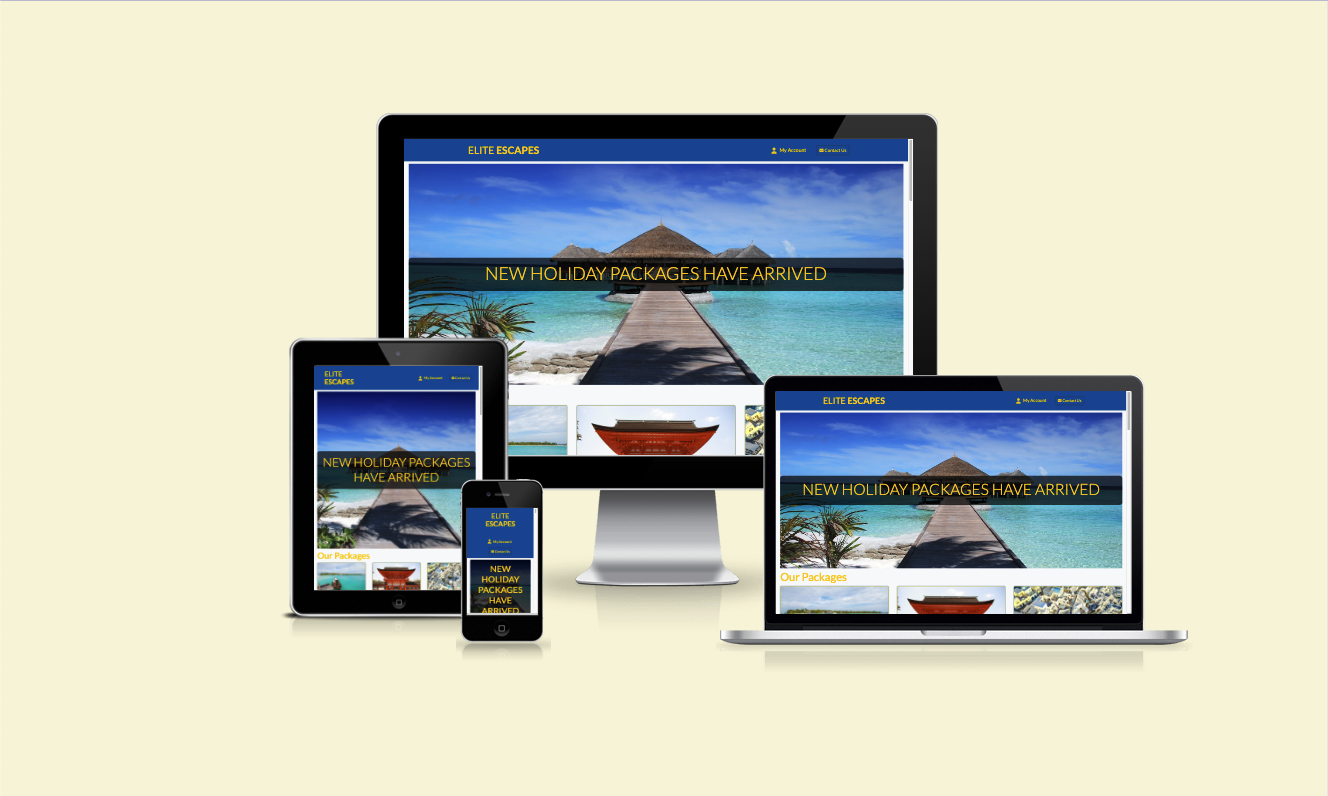 ELITE ESCAPES
My Account
Contact Us
NEW HOLIDAY PACKAGES HAVE ARRIVED
ELITE
ESCAPES
My Account
Contact Us
NEW HOLIDAY PACKAGES
HAVE ARRIVED
Our Packages
ELITE
ESCAPES
My Account
Contact Us
NEW
HOLIDAY
PACKAGES
HAVE
ARRIVED
ELITE ESCAPES
My Account
Contact Us
NEW HOLIDAY PACKAGES HAVE ARRIVED
Our Packages